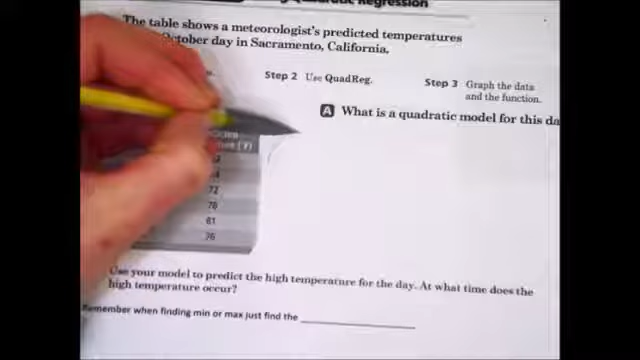 Quadratic Regression
The table shows a meteorologist's predicted temperatures
October day in Sacramento, California.
Step 2 Use QuadReg.
Step 3 Graph the data
and the function.
A What is a quadratic model for this da
(°F)
72
78
81
76
Use your model to predict the high temperature for the day. At what time does the
high temperature occur?
Remember when finding min or max just find the